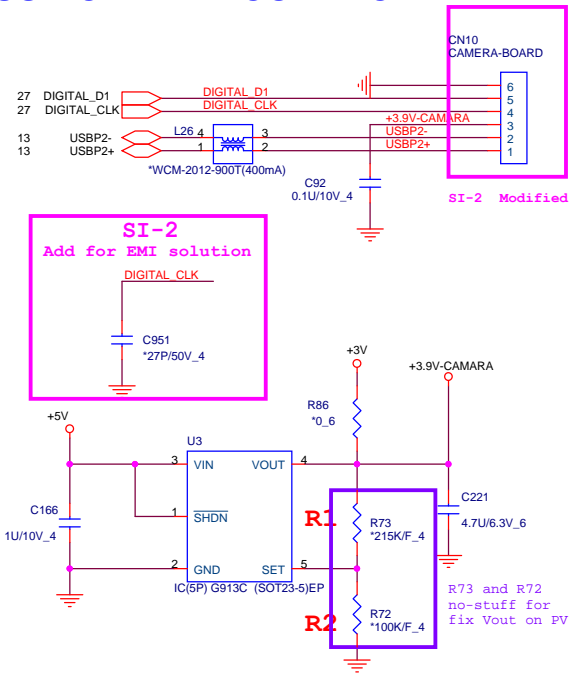 CN10
CAMERA-BOARD
27 DIGITAL_D1 DIGITAL_D1 6
27 DIGITAL_CLK DIGITAL_CLK 5
+3.9V-CAMARA 4
13 USBP2- L26 4 3 USBP2- 3
13 USBP2+ 1 2 USBP2+ 2
1
*WCM-2012-900T(400mA)
C92
0.1U/10V_4
SI-2 Modified
SI-2
Add for EMI solution
DIGITAL_CLK
C951
*27P/50V_4
+3V
+3.9V-CAMARA
R86
*0_6
+5V
U3
3 VIN VOUT 4
C166
1U/10V_4
1 SHDN
R1 R73
*215K/F_4
C221
4.7U/6.3V_6
2 GND SET 5
IC(5P) G913C (SOT23-5)EP
R2 R72
*100K/F_4
R73 and R72
no-stuff for
fix Vout on PV